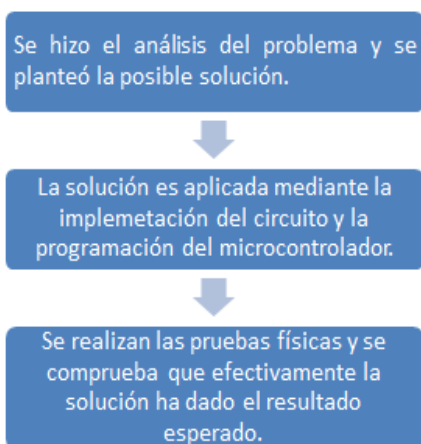 Se hizo el análisis del problema y se
planteó la posible solución.
La solución es aplicada mediante la
implemetación del circuito y la
programación del microcontrolador.
Se realizan las pruebas físicas y se
comprueba que efectivamente la
solución ha dado el resultado
esperado.